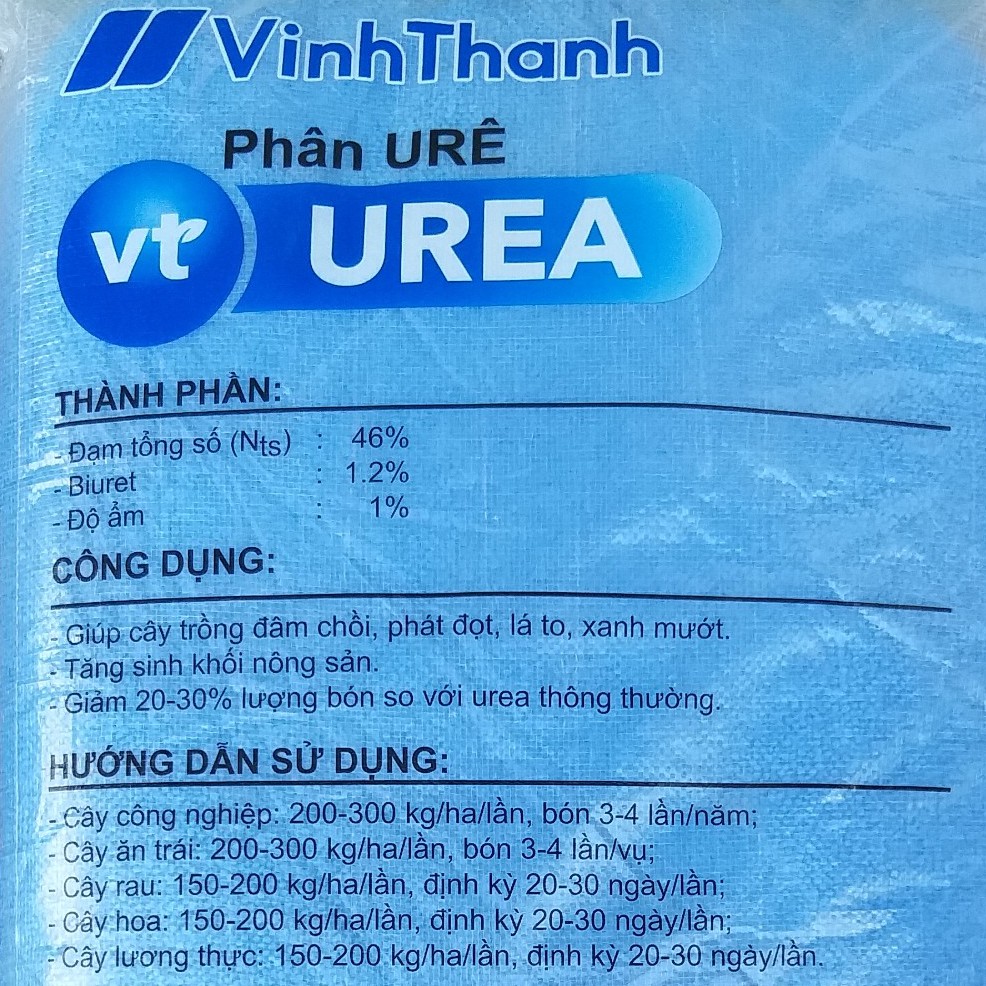 VinhThanh
Phân URÊ
vt UREA
THÀNH PHẦN:
- Đạm tổng số (Nts) : 46%
- Biuret : 1.2%
- Độ ẩm : 1%
CÔNG DỤNG:
- Giúp cây trồng đâm chồi, phát đọt, lá to, xanh mướt.
- Tăng sinh khối nông sản.
- Giảm 20-30% lượng bón so với urea thông thường.
HƯỚNG DẪN SỬ DỤNG:
- Cây công nghiệp: 200-300 kg/ha/lần, bón 3-4 lần/năm;
- Cây ăn trái: 200-300 kg/ha/lần, bón 3-4 lần/vụ;
- Cây rau: 150-200 kg/ha/lần, định kỳ 20-30 ngày/lần;
- Cây hoa: 150-200 kg/ha/lần, định kỳ 20-30 ngày/lần;
- Cây lương thực: 150-200 kg/ha/lần, định kỳ 20-30 ngày/lần.